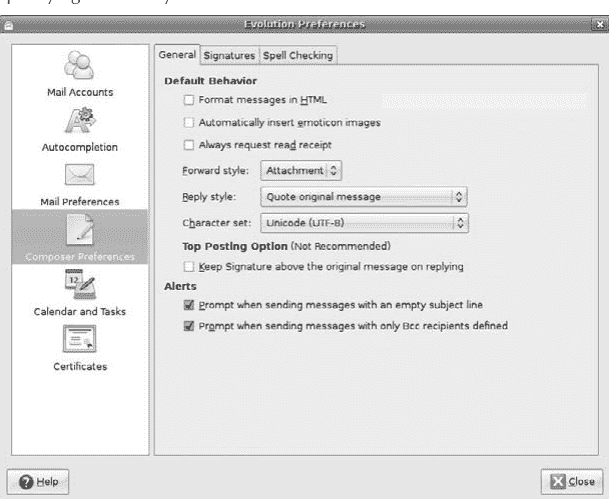 Evolution Preferences
Mail Accounts
Autocompletion
Mail Preferences
Composer Preferences
12
Calendar and Tasks
Certificates
General
Signatures
Spell Checking
Default Behavior
Format messages in HTML
Automatically insert emoticon images
Always request read receipt
Forward style: Attachment
Reply style: Quote original message
Character set: Unicode (UTF-8)
Top Posting Option (Not Recommended)
Keep Signature above the original message on replying
Alerts
Prompt when sending messages with an empty subject line
Prompt when sending messages with only Bcc recipients defined
Help
Close